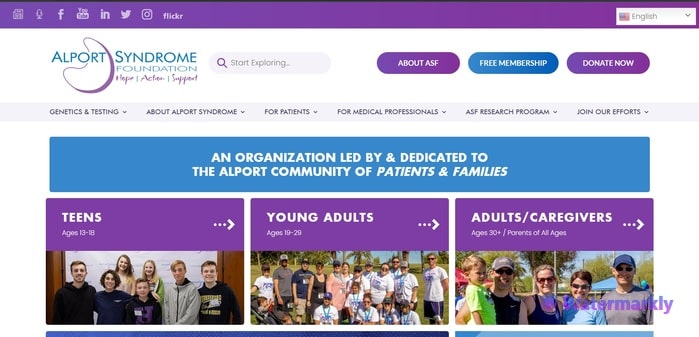 You
Tube
flickr
English
ALPORT SYNDROME
FOUNDATION
Hope | Action | Support
Start Exploring...
ABOUT ASF
FREE MEMBERSHIP
DONATE NOW
GENETICS & TESTING
ABOUT ALPORT SYNDROME
FOR PATIENTS
FOR MEDICAL PROFESSIONALS
ASF RESEARCH PROGRAM
JOIN OUR EFFORTS
AN ORGANIZATION LED BY & DEDICATED TO
THE ALPORT COMMUNITY OF PATIENTS & FAMILIES
TEENS
Ages 13-18
YOUNG ADULTS
Ages 19-29
ADULTS/CAREGIVERS
Ages 30+ / Parents of All Ages
Watermarkly